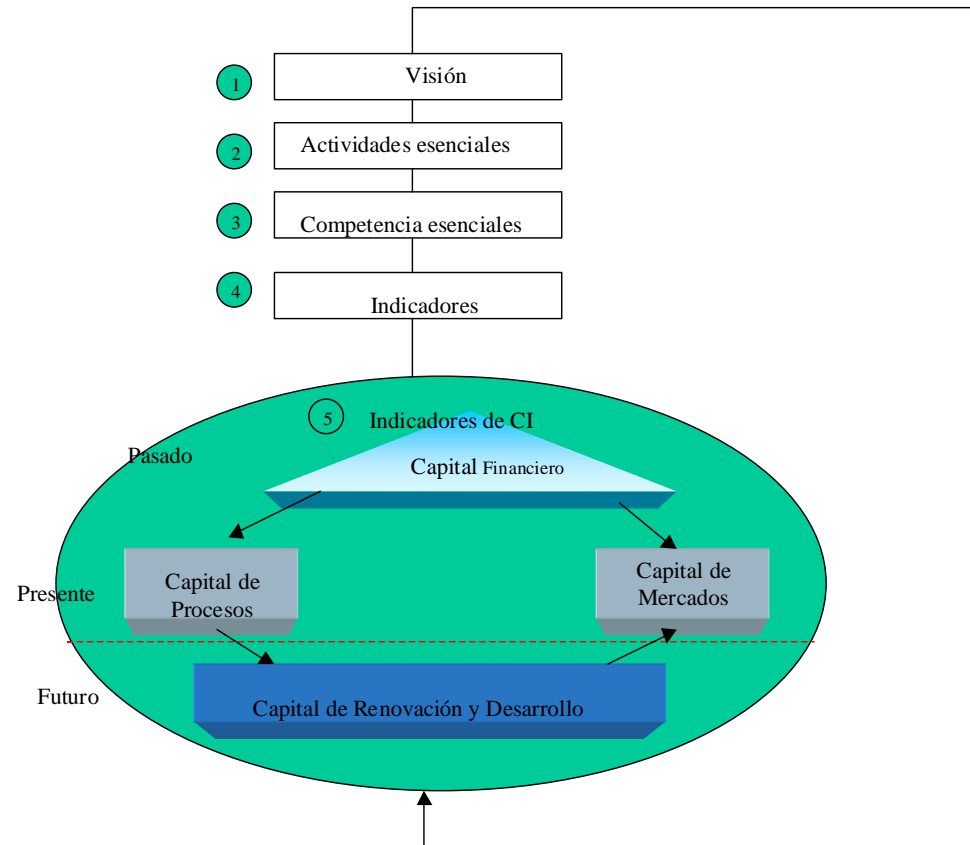 1
Visión
2
Actividades esenciales
3
Competencia esenciales
4
Indicadores
5
Indicadores de CI
Pasado
Capital Financiero
Presente
Capital de
Procesos
Capital de
Mercados
Futuro
Capital de Renovación y Desarrollo